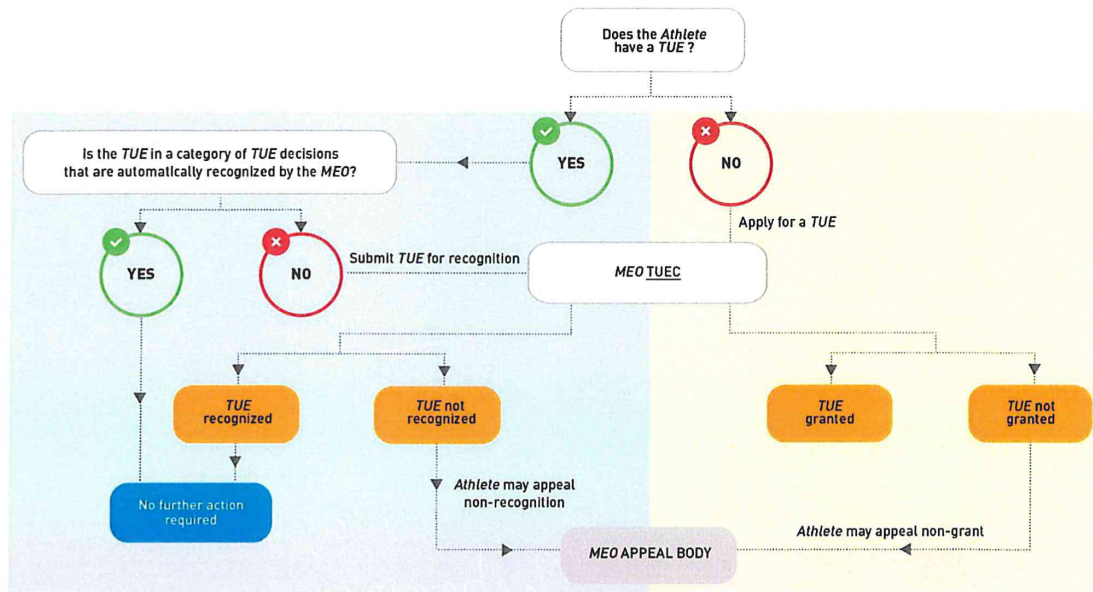 Does the Athlete
have a TUE ?
YES
NO
Is the TUE in a category of TUE decisions
that are automatically recognized by the MEO?
YES
NO
Apply for a TUE
Submit TUE for recognition
MEO TUEC
TUE
recognized
TUE not
recognized
TUE
granted
TUE not
granted
No further action
required
Athlete may appeal
non-recognition
Athlete may appeal non-grant
MEO APPEAL BODY